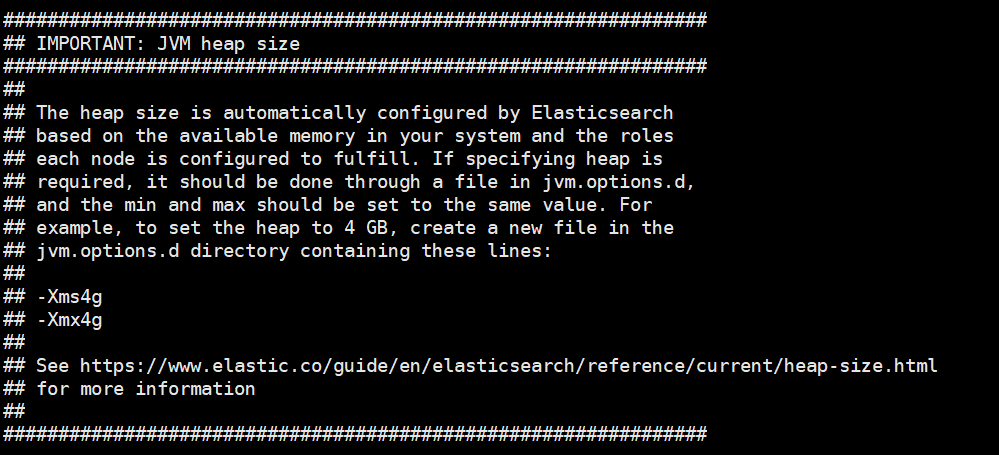 #################################################################
## IMPORTANT: JVM heap size
#################################################################
##
## The heap size is automatically configured by Elasticsearch
## based on the available memory in your system and the roles
## each node is configured to fulfill. If specifying heap is
## required, it should be done through a file in jvm.options.d,
## and the min and max should be set to the same value. For
## example, to set the heap to 4 GB, create a new file in the
## jvm.options.d directory containing these lines:
##
## -Xms4g
## -Xmx4g
##
## See https://www.elastic.co/guide/en/elasticsearch/reference/current/heap-size.html
## for more information
##
#################################################################